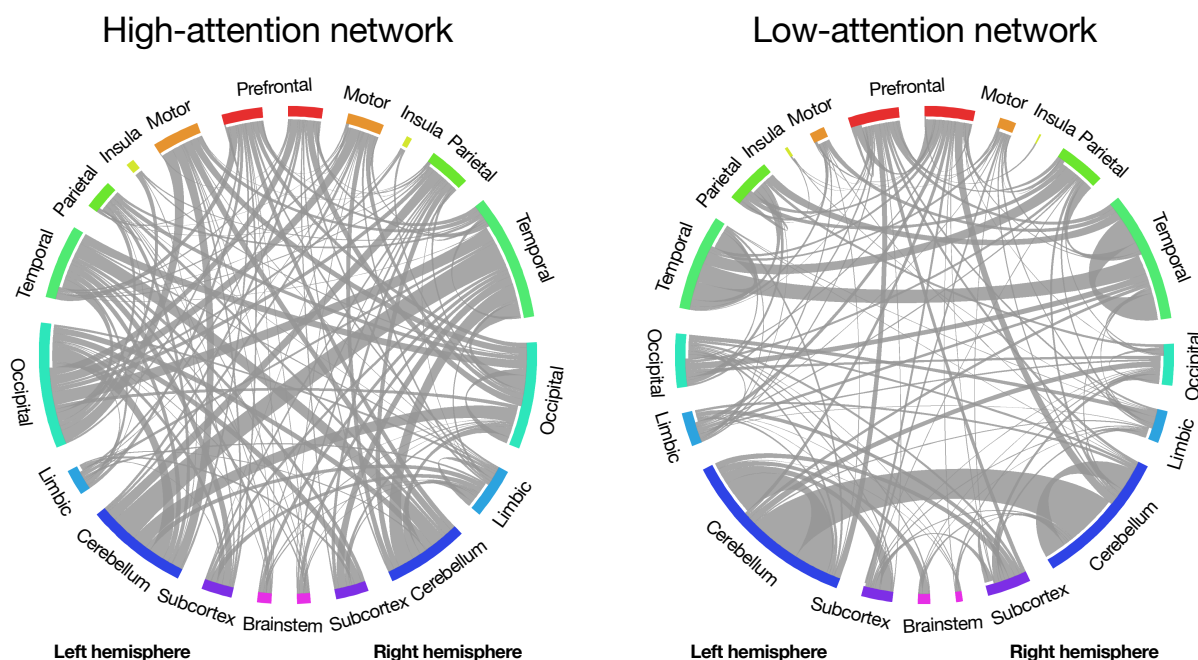 High-attention network
Prefrontal
Motor
Motor
Insula
Insula
Parietal
Parietal
Temporal
Temporal
Occipital
Occipital
Limbic
Limbic
Cerebellum
Cerebellum
Subcortex
Brainstem
Subcortex
Left hemisphere
Right hemisphere
Low-attention network
Prefrontal
Motor
Motor
Insula
Insula
Parietal
Parietal
Temporal
Temporal
Occipital
Occipital
Limbic
Limbic
Cerebellum
Cerebellum
Subcortex
Brainstem
Subcortex
Left hemisphere
Right hemisphere